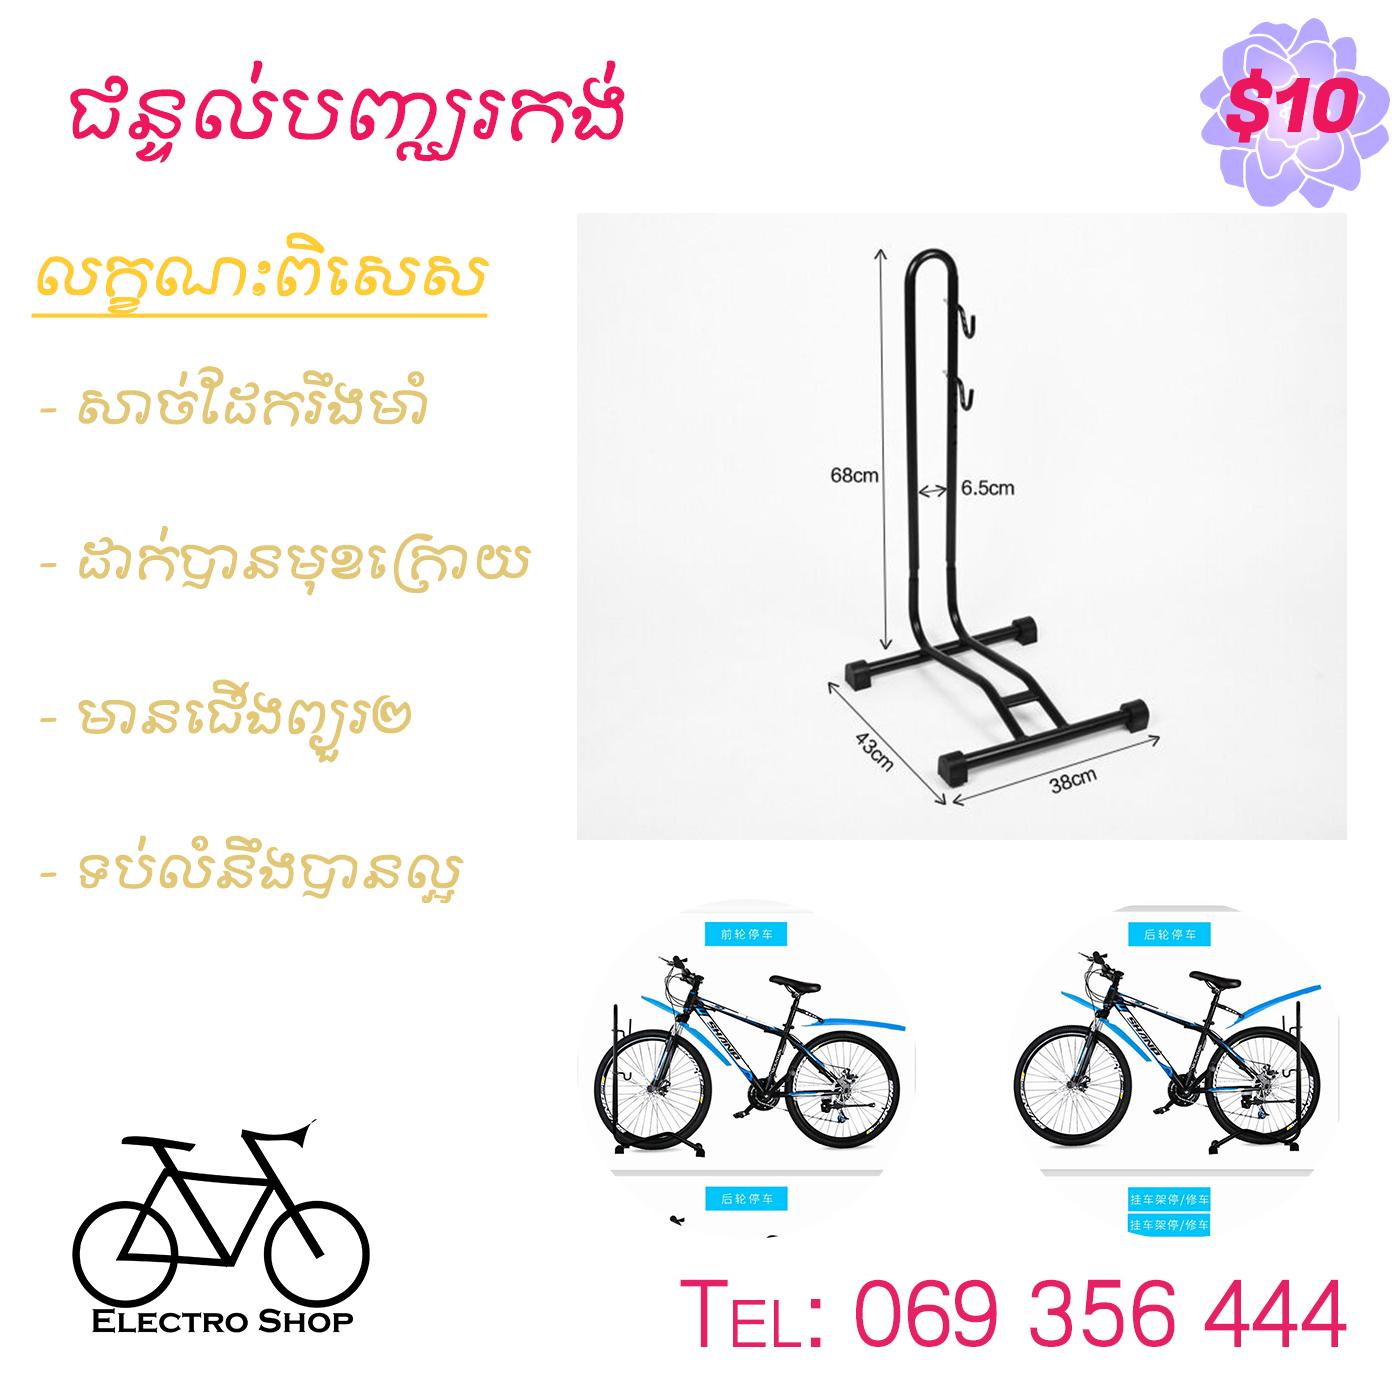 ជំន្ទល់បញ្ឈរកង់
$10
លក្ខណះពិសេស
- សាច់ដែករឹងមាំ
- ដាក់បានមុខក្រោយ
- មានជើងព្យួរ២
- ទប់លំនឹងបានល្អ
68cm
6.5cm
43cm
38cm
前轮停车
后轮停车
SHANP
SHANP
后轮停车
挂车架停/修车
挂车架停/修车
ELECTRO SHOP
TEL: 069 356 444